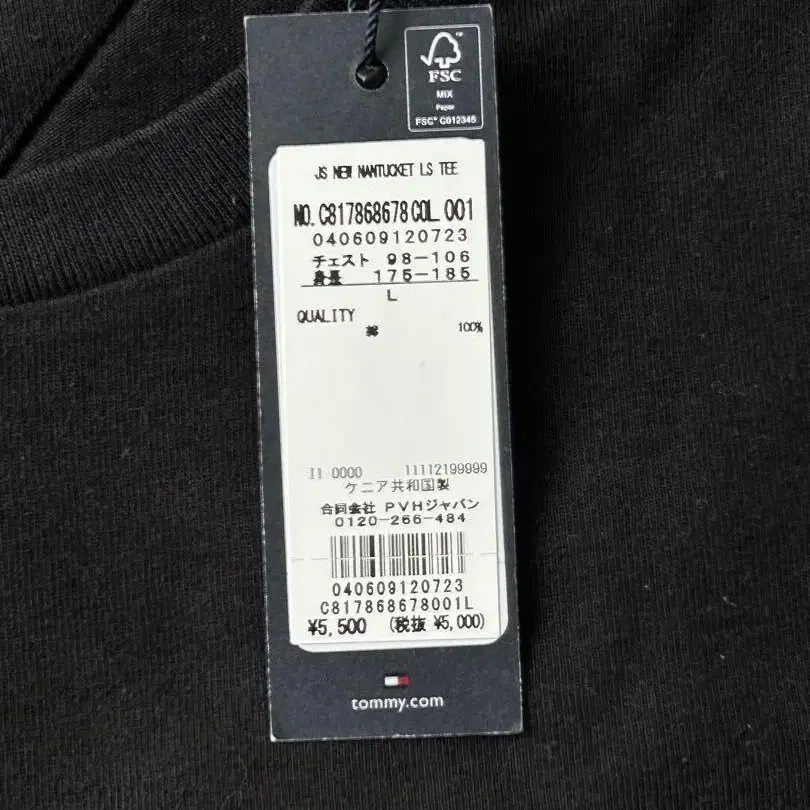 FSC
MIX
Paper
FSC® C012345
JS NEW NANTUCKET LS TEE
NO. C817868678 COL 001
040609120723
チェスト 98-106
身長 175-185
L
QUALITY
綿 100%
I1 0000 11112199999
ケニア共和国製
合同会社 PVHジャパン
0120-266-484
040609120723
C817868678001L
¥5,500 (税抜 ¥5,000)
tommy.com